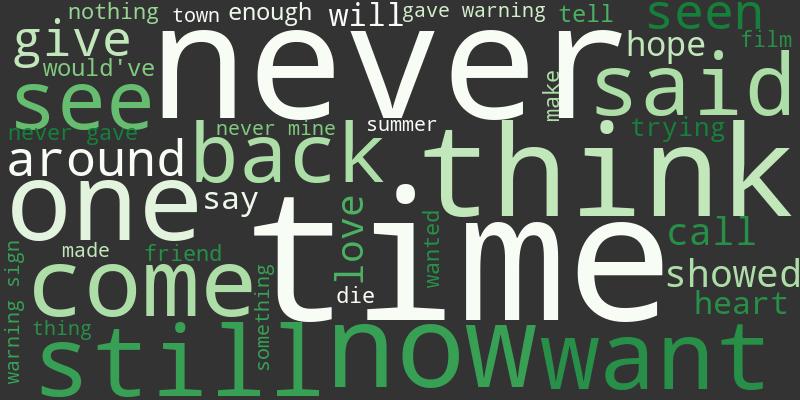 nothing town enough will gave warning tell seen
give never hope film
would've make said
see
never gave never mine summer trying
around back think
one say time call
love wanted
made friend showed
warning sign come something die heart
thing still now want